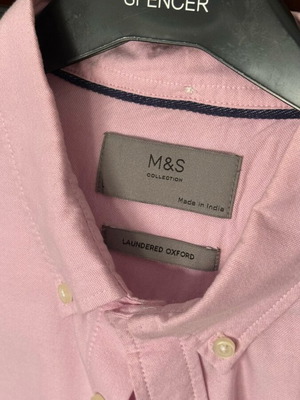 SPENCER
M&S
COLLECTION
Made in India
LAUNDERED OXFORD